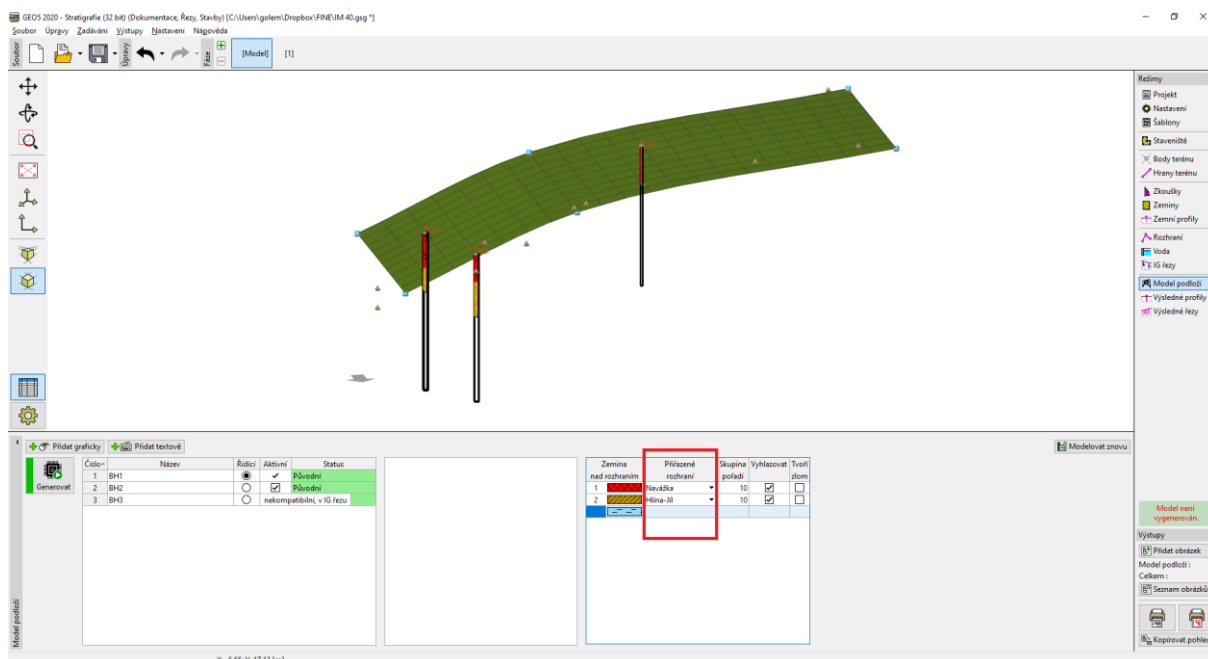 GEO5 2020 - Stratigrafie (32 bit) (Dokumentace, Řezy, Stavby) [C:\Users\golem\Dropbox\FINE\IM 40.gsg *]
Soubor Úpravy Zadávání Výstupy Nastavení Nápověda
Soubor
Úpravy
Fáze
[Model] [1]
Režimy
Projekt
Nastavení
Šablony
Staveniště
Body terénu
Hrany terénu
Zkoušky
Zeminy
Zemní profily
Rozhraní
Voda
IG řezy
Model podloží
Výsledné profily
Výsledné řezy
Přidat graficky Přidat textově
Modelovat znovu
Generovat
Číslo Název Řídící Aktivní Status
1 BH1 Původní
2 BH2 Původní
3 BH3 nekompatibilní, v IG řezu
Zemina nad rozhraním Přiřazené rozhraní Skupina pořadí Vyhlazovat Tvoří zlom
1 Navážka 10
2 Hlína-Jíl 10
Model není
vygenerován.
Výstupy
Přidat obrázek
Model podloží :
Celkem :
Seznam obrázků
Kopírovat pohled
Model podloží